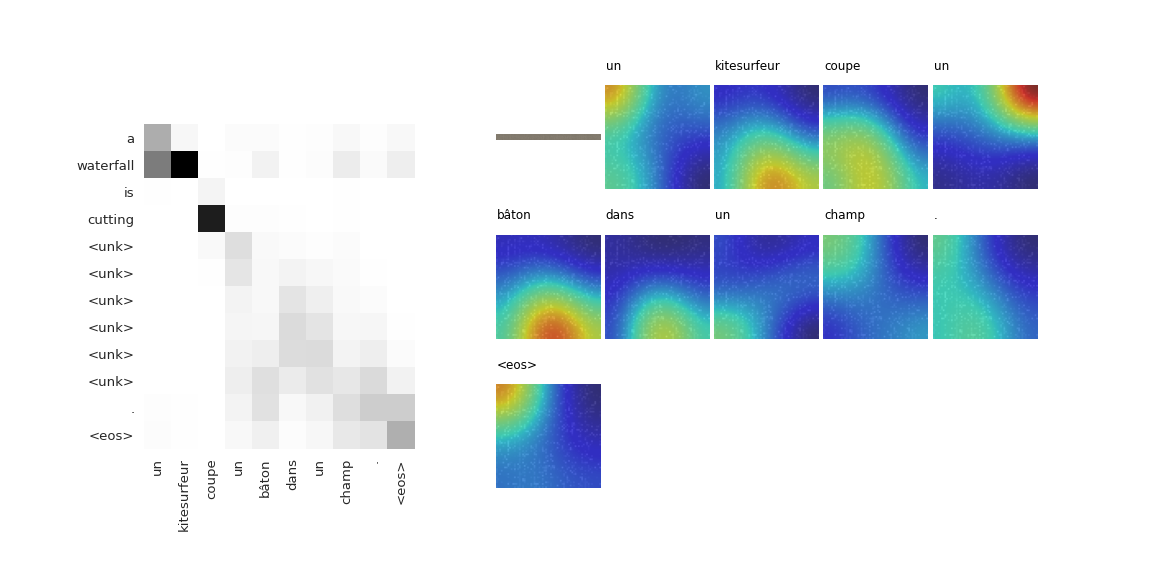 a
waterfall
is
cutting
<unk>
<unk>
<unk>
<unk>
<unk>
<unk>
.
<eos>
un kitesurfeur coupe un bâton dans un champ . <eos>
un kitesurfeur coupe un
bâton dans un champ .
<eos>